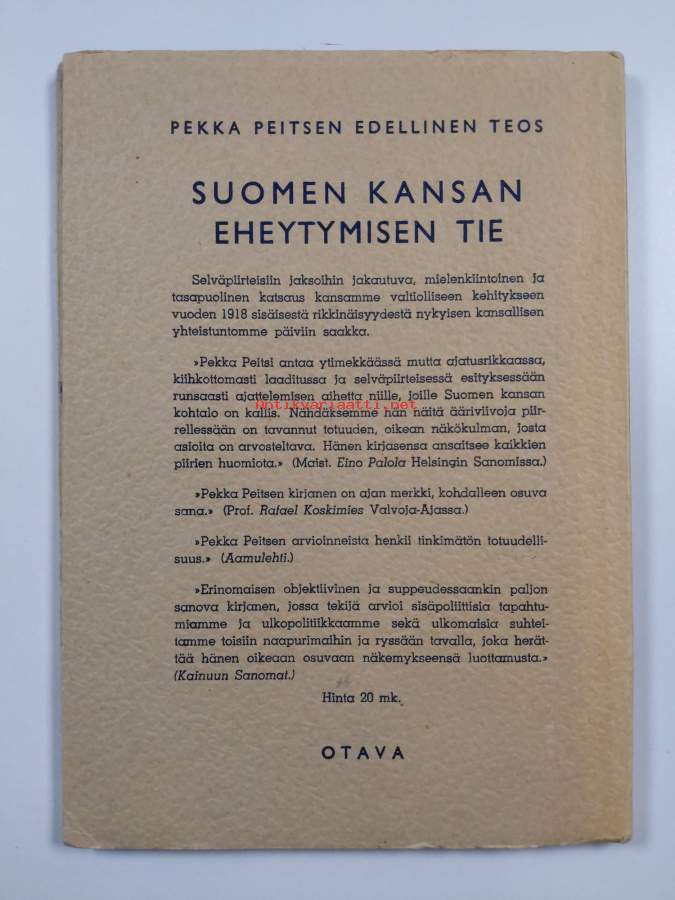 PEKKA PEITSEN EDELLINEN TEOS
SUOMEN KANSAN
EHEYTYMISEN TIE
Selväpiirteisiin jaksoihin jakautuva, mielenkiintoinen ja
tasapuolinen katsaus kansamme valtiolliseen kehitykseen
vuoden 1918 sisäisestä rikkinäisyydestä nykyisen kansallisen
yhteistuntomme päiviin saakka.
»Pekka Peitsi antaa ytimekkäässä mutta ajatusrikkaassa,
kiihkottomasti laaditussa ja selväpiirteisessä esityksessään
runsaasti ajattelemisen aihetta niille, joille Suomen kansan
Antikvariaatti.net
kohtalo on kallis. Nähdäksemme hän näitä ääriviivoja piir-
rellessään on tavannut totuuden, oikean näkökulman, josta
asioita on arvosteltava. Hänen kirjasensa ansaitsee kaikkien
piirien huomiota.» (Maist. Eino Palola Helsingin Sanomissa.)
»Pekka Peitsen kirjanen on ajan merkki, kohdalleen osuva
sana.» (Prof. Rafael Koskimies Valvoja-Ajassa.)
»Pekka Peitsen arvioinneista henkii tinkimätön totuudelli-
suus.» (Aamulehti.)
»Erinomaisen objektiivinen ja suppeudessaankin paljon
sanova kirjanen, jossa tekijä arvioi sisäpoliittisia tapahtu-
miamme ja ulkopolitiikkaamme sekä ulkomaisia suhtei-
tamme toisiin naapurimaihin ja ryssään tavalla, joka herät-
tää hänen oikeaan osuvaan näkemykseensä luottamusta.»
(Kainuun Sanomat.)
Hinta 20 mk.
OTAVA